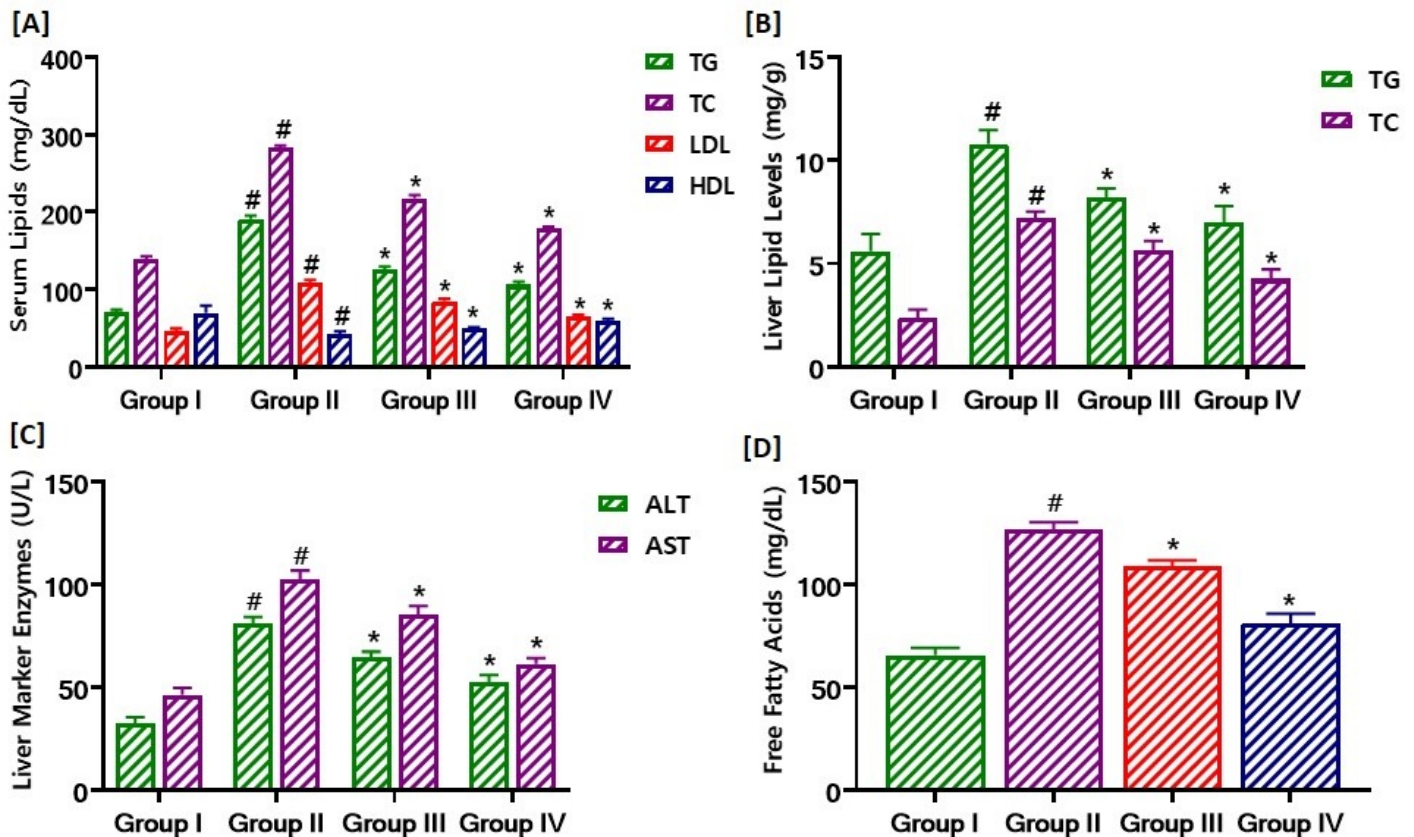 [A]
Serum Lipids (mg/dL)
400
300
200
100
0
# # # #
* * * *
* * * *
Group I Group II Group III Group IV
TG
TC
LDL
HDL
[B]
Liver Lipid Levels (mg/g)
15
10
5
0
# #
* *
* *
Group I Group II Group III Group IV
TG
TC
[C]
Liver Marker Enzymes (U/L)
150
100
50
0
# #
* *
* *
Group I Group II Group III Group IV
ALT
AST
[D]
Free Fatty Acids (mg/dL)
150
100
50
0
#
*
*
Group I Group II Group III Group IV